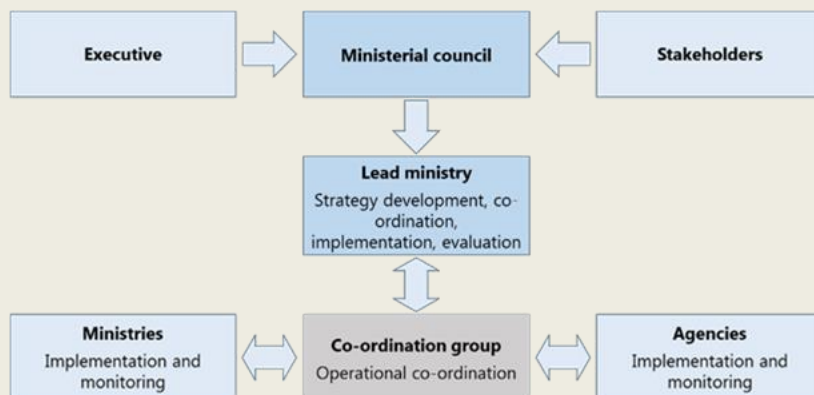 Executive
Ministerial council
Stakeholders
Lead ministry
Strategy development, co-
ordination,
implementation, evaluation
Ministries
Implementation and
monitoring
Co-ordination group
Operational co-ordination
Agencies
Implementation and
monitoring